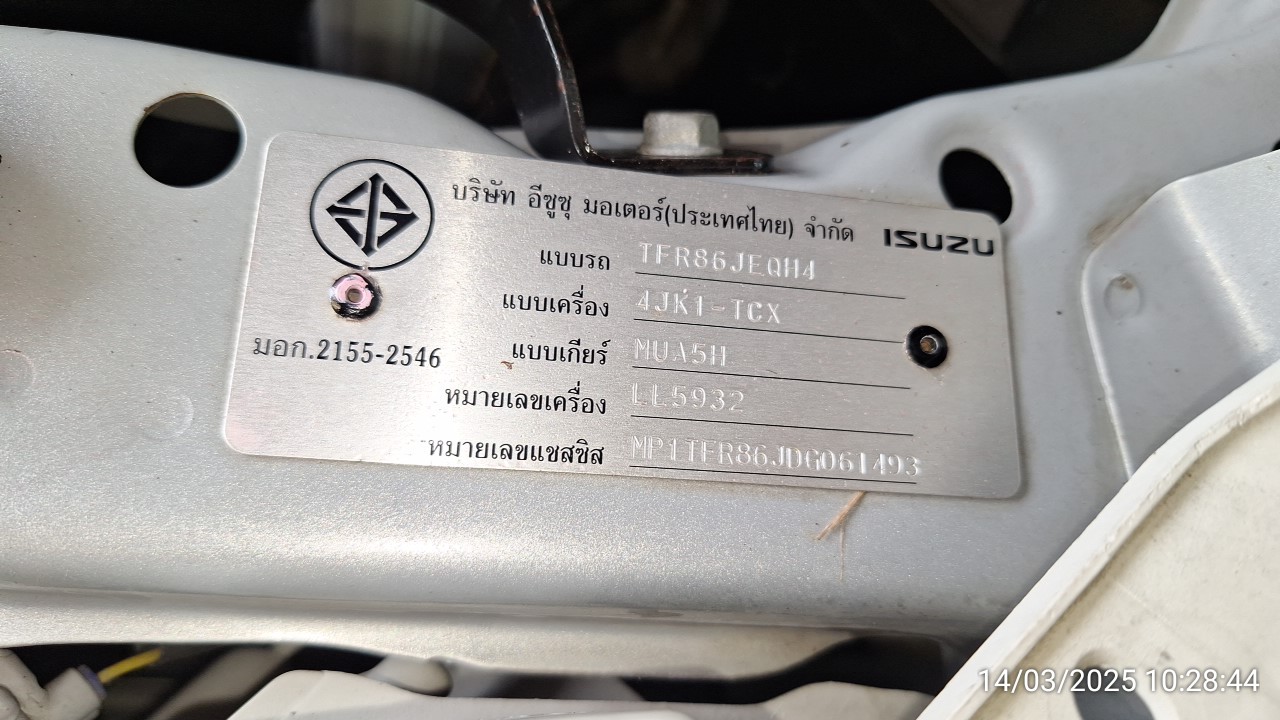 บริษัท อีซูซุ มอเตอร์(ประเทศไทย) จำกัด ISUZU
แบบรถ TFR86JEQH4
แบบเครื่อง 4JK1-TCX
แบบเกียร์ MUA5H
มอก.2155-2546
หมายเลขเครื่อง LL5932
หมายเลขแชสซิส MP1TFR86JDG061493
14/03/2025 10:28:44